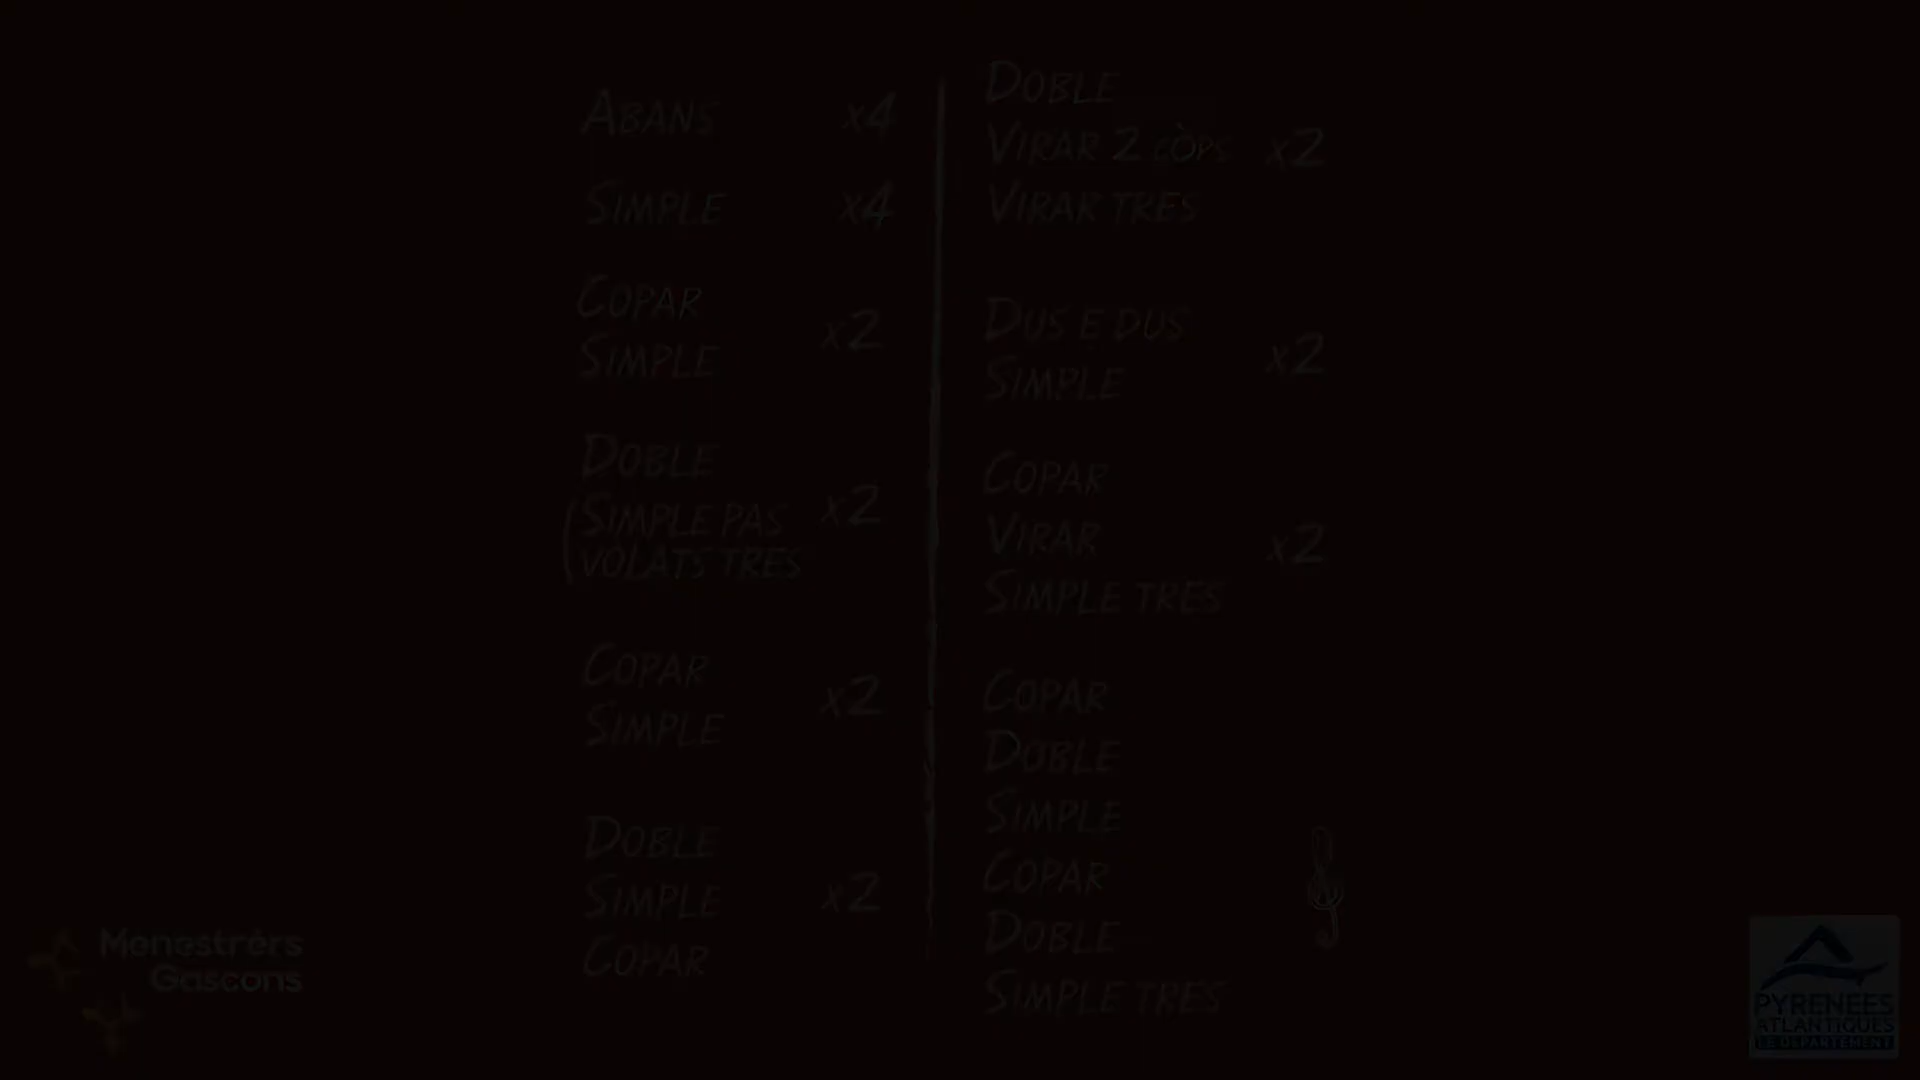 ABANS x4
SIMPLE x4
COPAR
SIMPLE x2
DOBLE
(SIMPLE PAS x2
VOLATS TRES
COPAR
SIMPLE x2
DOBLE
SIMPLE x2
COPAR
DOBLE
VIRAR 2 CÒPS x2
VIRAR TRES
DUS E DUS
SIMPLE x2
COPAR
VIRAR x2
SIMPLE TRES
COPAR
DOBLE
SIMPLE
COPAR
DOBLE
SIMPLE TRES
Menestrèrs
Gascons
PYRÉNÉES
ATLANTIQUES
LE DÉPARTEMENT